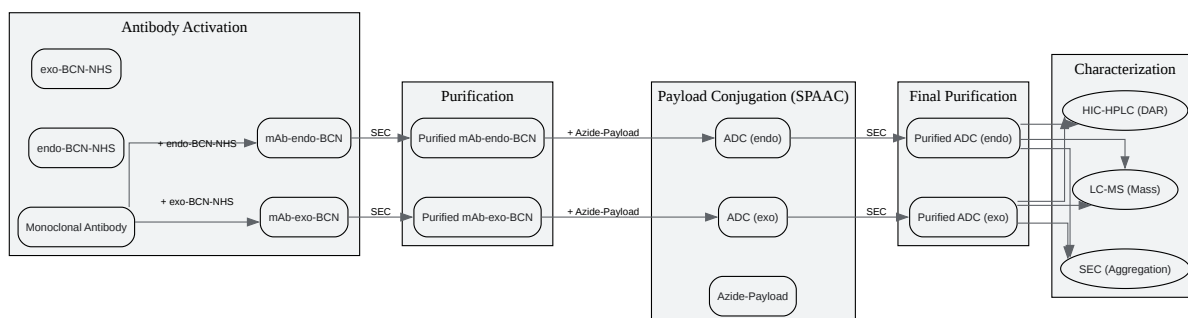 Antibody Activation
exo-BCN-NHS
endo-BCN-NHS
Monoclonal Antibody
+ endo-BCN-NHS
+ exo-BCN-NHS
mAb-endo-BCN
mAb-exo-BCN
SEC
SEC
Purification
Purified mAb-endo-BCN
Purified mAb-exo-BCN
+ Azide-Payload
+ Azide-Payload
Payload Conjugation (SPAAC)
ADC (endo)
ADC (exo)
Azide-Payload
SEC
SEC
Final Purification
Purified ADC (endo)
Purified ADC (exo)
Characterization
HIC-HPLC (DAR)
LC-MS (Mass)
SEC (Aggregation)